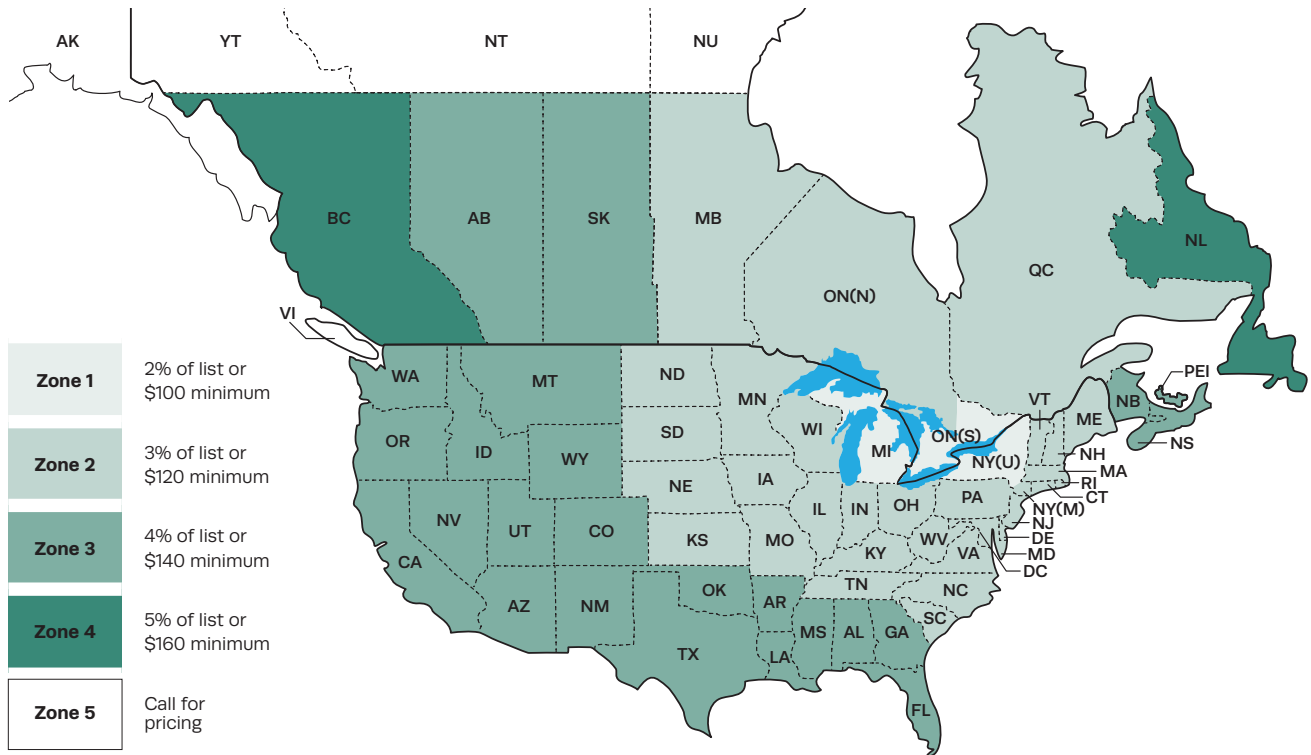 AK
YT
NT
NU
BC
AB
SK
MB
ON(N)
QC
NL
VI
Zone 1
2% of list or
$100 minimum
Zone 2
3% of list or
$120 minimum
Zone 3
4% of list or
$140 minimum
Zone 4
5% of list or
$160 minimum
Zone 5
Call for
pricing
WA
MT
ND
MN
OR
ID
WY
SD
WI
MI
ON(S)
NY(U)
VT
ME
NB
PEI
NS
NH
MA
RI
CT
NY(M)
NJ
DE
MD
DC
NV
UT
CO
NE
IA
IL
IN
OH
PA
CA
KS
MO
KY
WV
VA
AZ
NM
OK
AR
TN
NC
SC
TX
LA
MS
AL
GA
FL